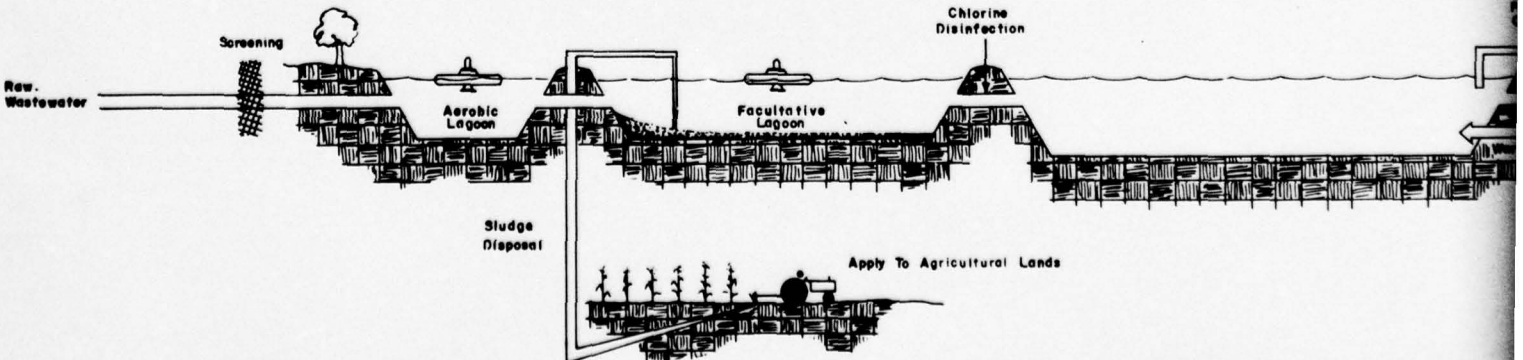 Chlorine
Disinfection
Screening
Raw.
Wastewater
Aerobic
Lagoon
Facultative
Lagoon
Sludge
Disposal
Apply To Agricultural Lands